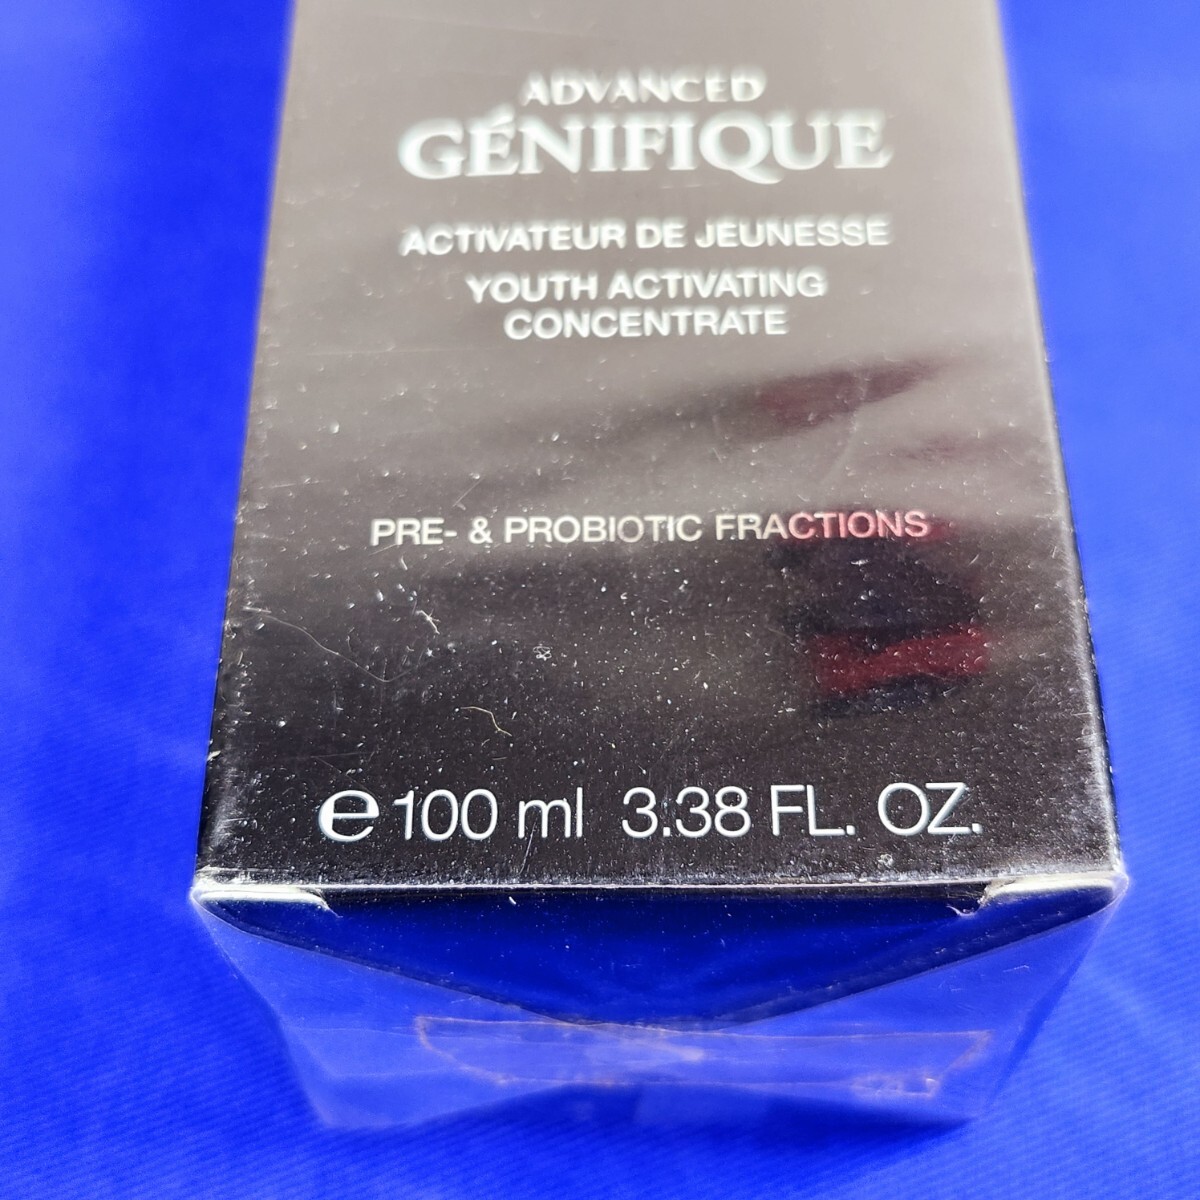 ADVANCED
GÉNIFIQUE
ACTIVATEUR DE JEUNESSE
YOUTH ACTIVATING
CONCENTRATE
PRE- & PROBIOTIC FRACTIONS
℮ 100 ml 3.38 FL. OZ.